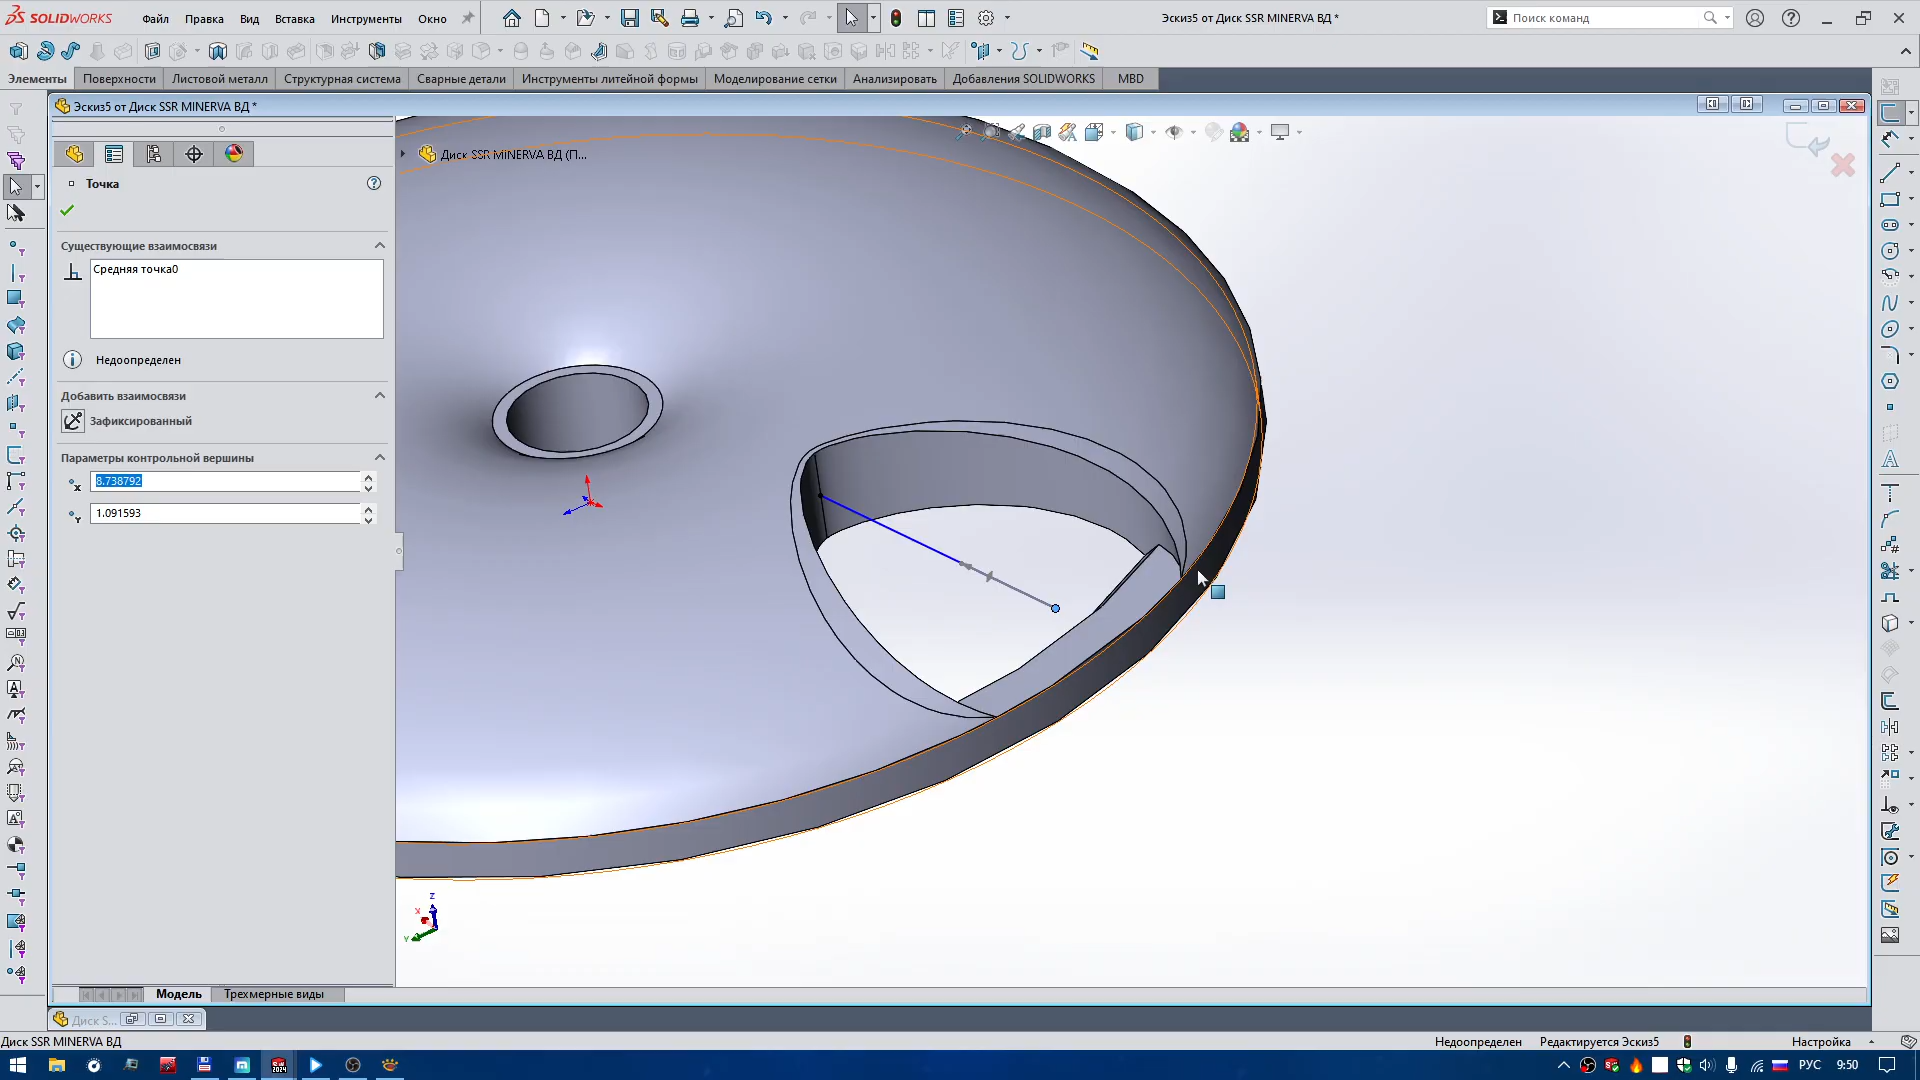 SOLIDWORKS
Файл
Правка
Вид
Вставка
Инструменты
Окно
Эскиз5 от Диск SSR MINERVA ВД *
Поиск команд
Элементы
Поверхности
Листовой металл
Структурная система
Сварные детали
Инструменты литейной формы
Моделирование сетки
Анализировать
Добавления SOLIDWORKS
MBD
Эскиз5 от Диск SSR MINERVA ВД *
Диск SSR MINERVA ВД (П...
Точка
Существующие взаимосвязи
Средняя точка0
Недоопределен
Добавить взаимосвязи
Зафиксированный
Параметры контрольной вершины
X
8.738792
Y
1.091593
Z
X
Y
Модель
Трехмерные виды
Диск S...
Диск SSR MINERVA ВД
Недоопределен
Редактируется Эскиз5
Настройка
РУС
9:50